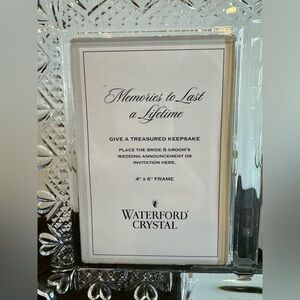 Memories to Last
a Lifetime
GIVE A TREASURED KEEPSAKE
PLACE THE BRIDE & GROOM'S
WEDDING ANNOUNCEMENT OR
INVITATION HERE.
4" x 6" FRAME
WATERFORD
CRYSTAL